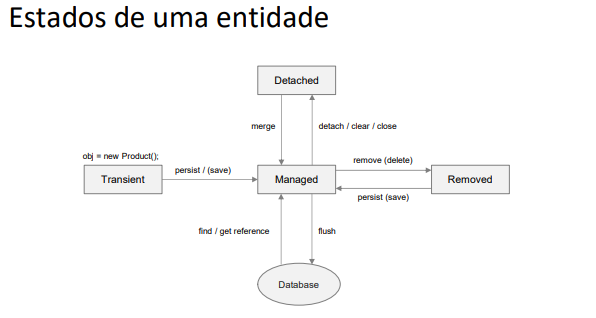 Estados de uma entidade
Detached
merge
detach / clear / close
obj = new Product();
persist / (save)
remove (delete)
Transient
Managed
Removed
persist (save)
find / get reference
flush
Database